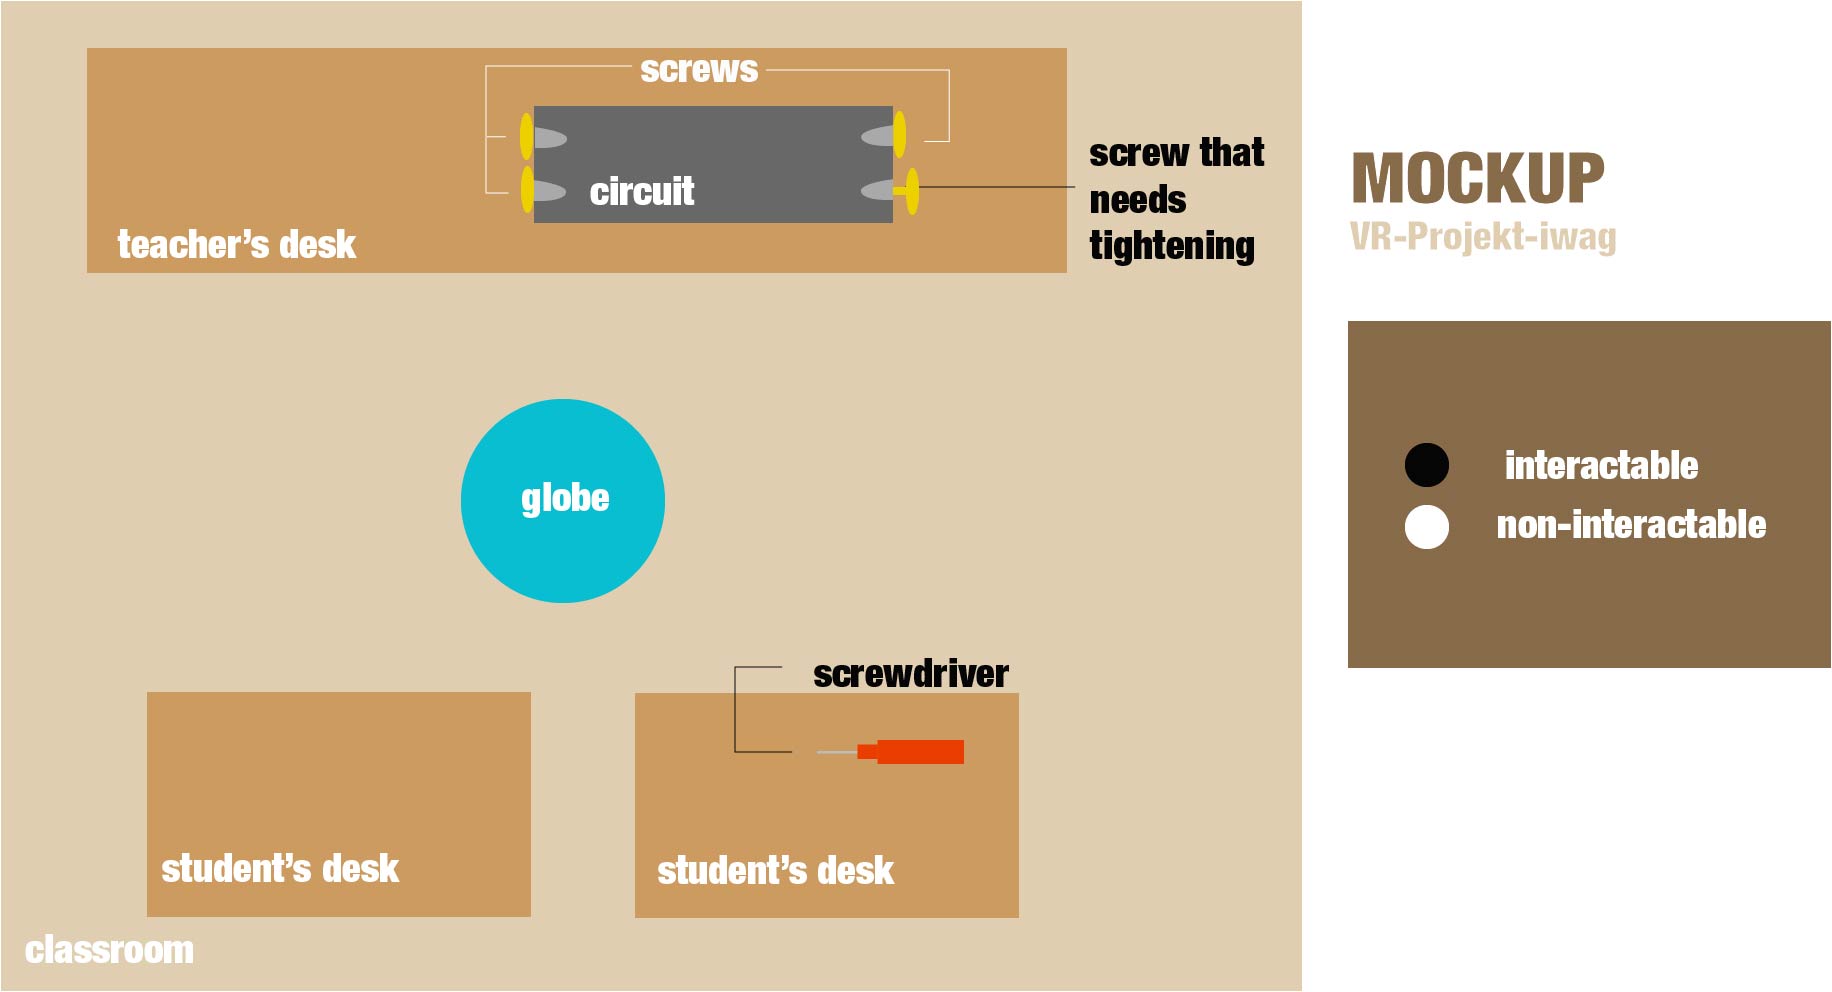 screws
circuit
teacher’s desk
screw that
needs
tightening
globe
screwdriver
student’s desk
student’s desk
classroom
MOCKUP
VR-Projekt-iwag
interactable
non-interactable